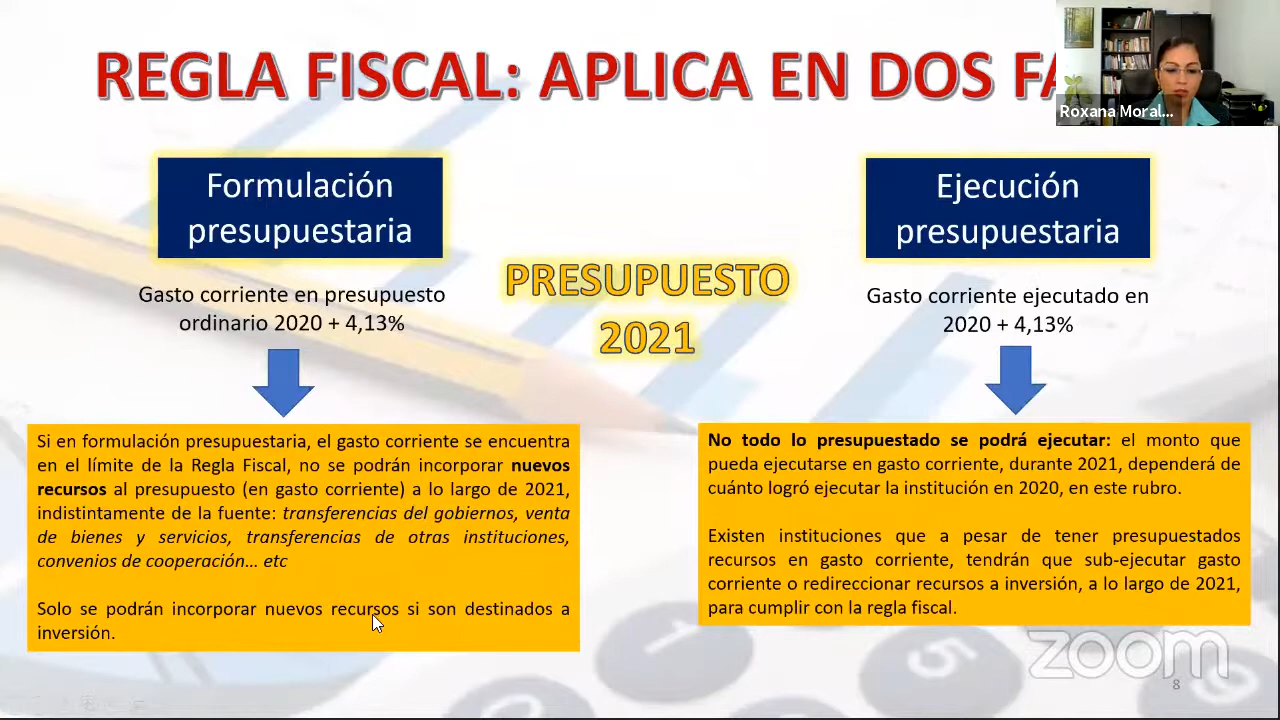 REGLA FISCAL: APLICA EN DOS FA
Roxana Moral...
Formulación
presupuestaria
Gasto corriente en presupuesto
ordinario 2020 + 4,13%
Si en formulación presupuestaria, el gasto corriente se encuentra
en el límite de la Regla Fiscal, no se podrán incorporar nuevos
recursos al presupuesto (en gasto corriente) a lo largo de 2021,
indistintamente de la fuente: transferencias del gobiernos, venta
de bienes y servicios, transferencias de otras instituciones,
convenios de cooperación... etc
Solo se podrán incorporar nuevos recursos si son destinados a
inversión.
PRESUPUESTO
2021
Ejecución
presupuestaria
Gasto corriente ejecutado en
2020 + 4,13%
No todo lo presupuestado se podrá ejecutar: el monto que
pueda ejecutarse en gasto corriente, durante 2021, dependerá de
cuánto logró ejecutar la institución en 2020, en este rubro.
Existen instituciones que a pesar de tener presupuestados
recursos en gasto corriente, tendrán que sub-ejecutar gasto
corriente o redireccionar recursos a inversión, a lo largo de 2021,
para cumplir con la regla fiscal.
1
5
zoom
8